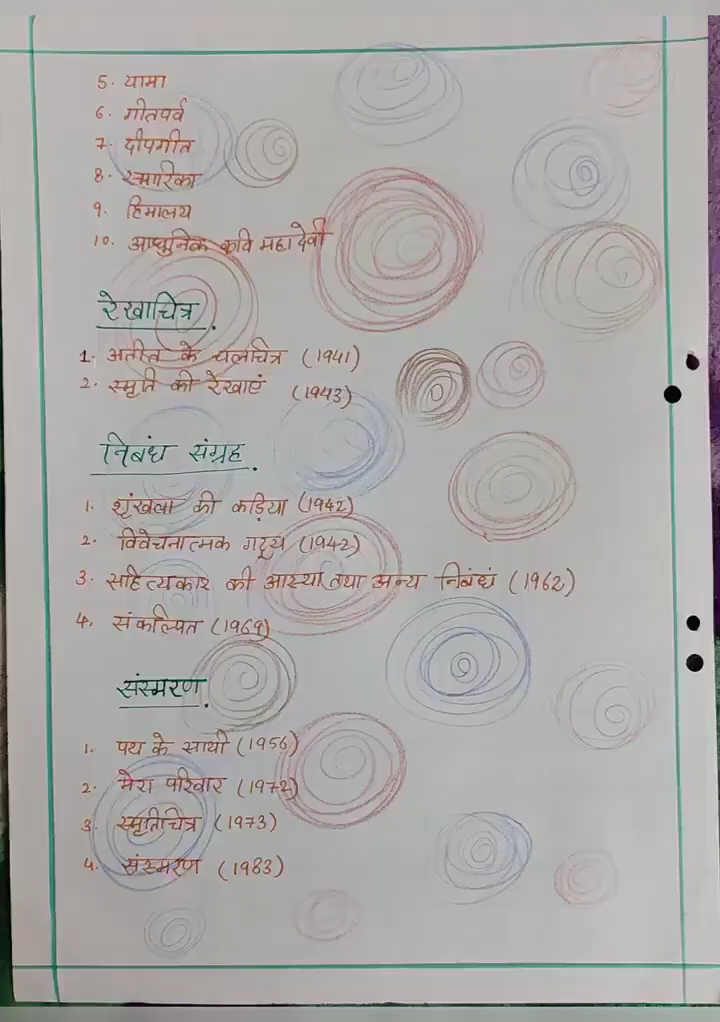 5. यामा
6. गीतपर्व
7. दीपगीत
8. स्मारिका
9. हिमालय
10. आधुनिक कवि महादेवी
रेखाचित्र.
1. अतीत के चलचित्र (1941)
2. स्मृति की रेखाएं (1943)
निबंध संग्रह.
1. शृंखला की कड़िया (1942)
2. विवेचनात्मक गद्य (1942)
3. साहित्यकार की आस्था तथा अन्य निबंधं (1962)
4. संकल्पित (1969)
संस्मरण.
1. पथ के साथी (1956)
2. मेरा परिवार (1972)
3. स्मृतिचित्र (1973)
4. संस्मरण (1983)